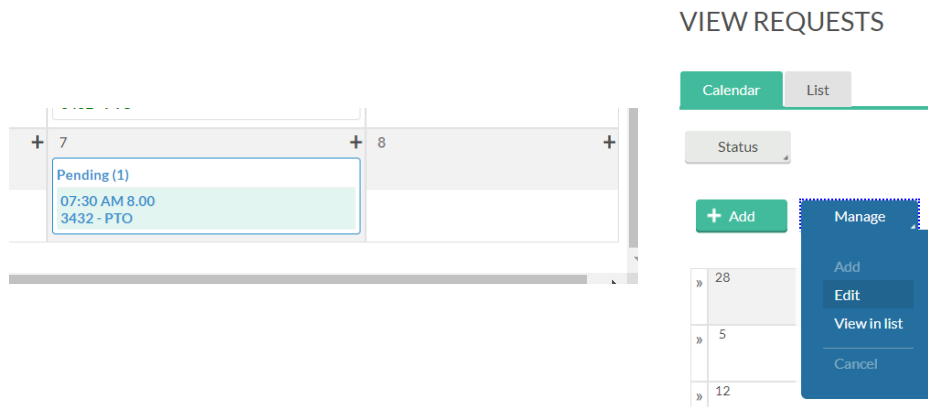 VIEW REQUESTS
Calendar List
Status
+ Add Manage
Add
Edit
View in list
Cancel
» 28
» 5
» 12
+ 7 + 8 +
Pending (1)
07:30 AM 8.00
3432 - PTO